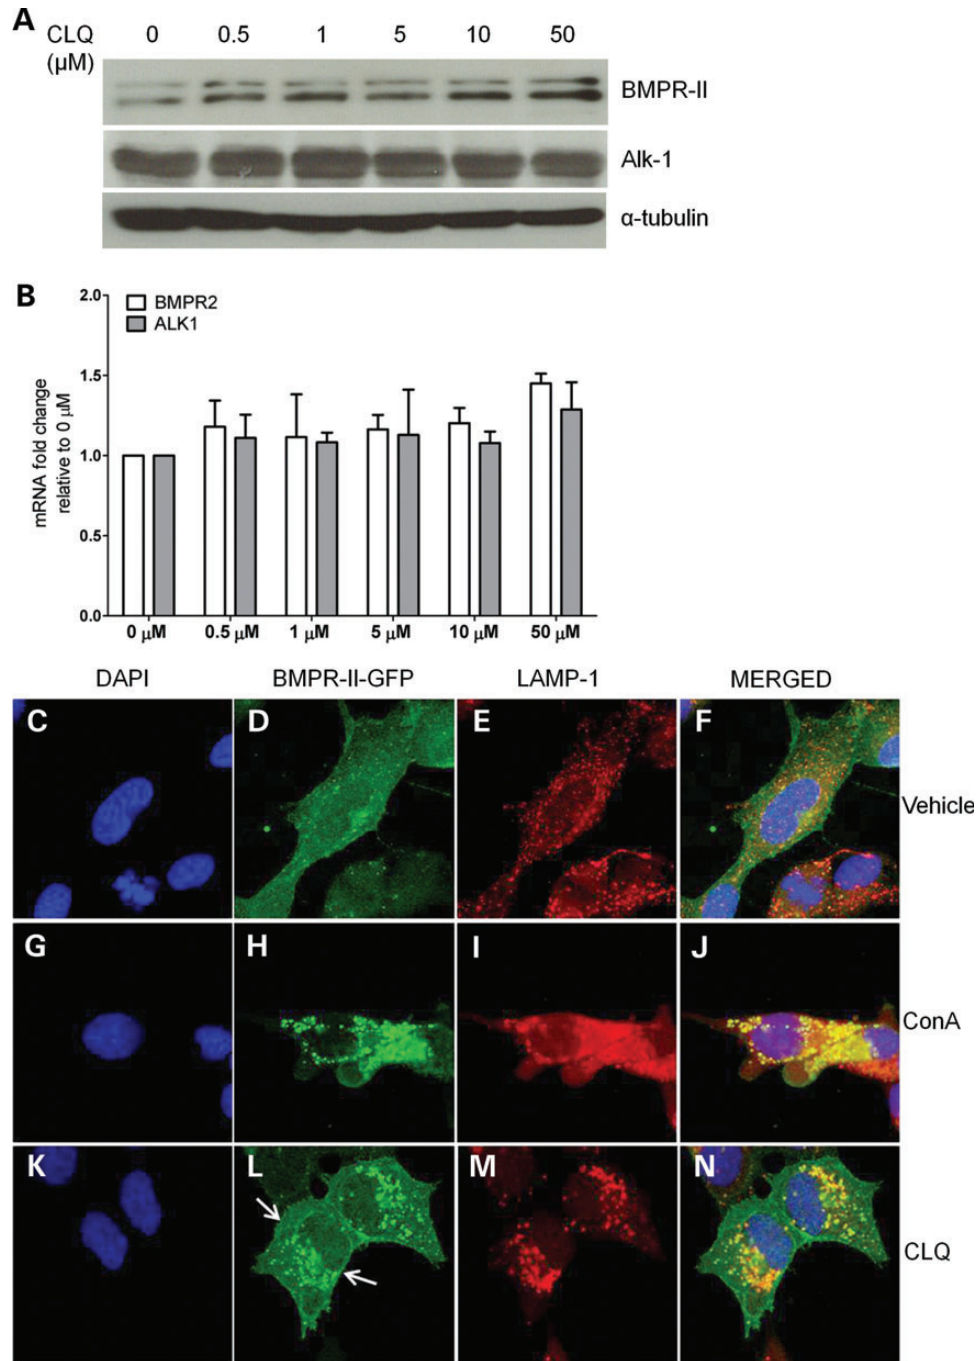 A
CLQ 0 0.5 1 5 10 50
(µM)
BMPR-II
Alk-1
α-tubulin
B
2.0
BMPR2
ALK1
1.5
1.0
0.5
0.0
mRNA fold change
relative to 0 µM
0 µM 0.5 µM 1 µM 5 µM 10 µM 50 µM
DAPI BMPR-II-GFP LAMP-1 MERGED
C D E F
Vehicle
G H I J
ConA
K L M N
CLQ